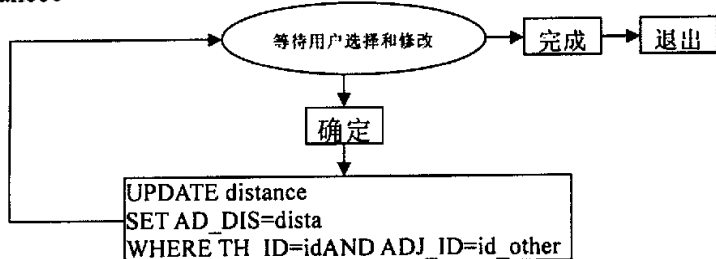 等待用户选择和修改
完成
退出
确定
UPDATE distance
SET AD_DIS=dista
WHERE TH_ID=idAND ADJ_ID=id_other